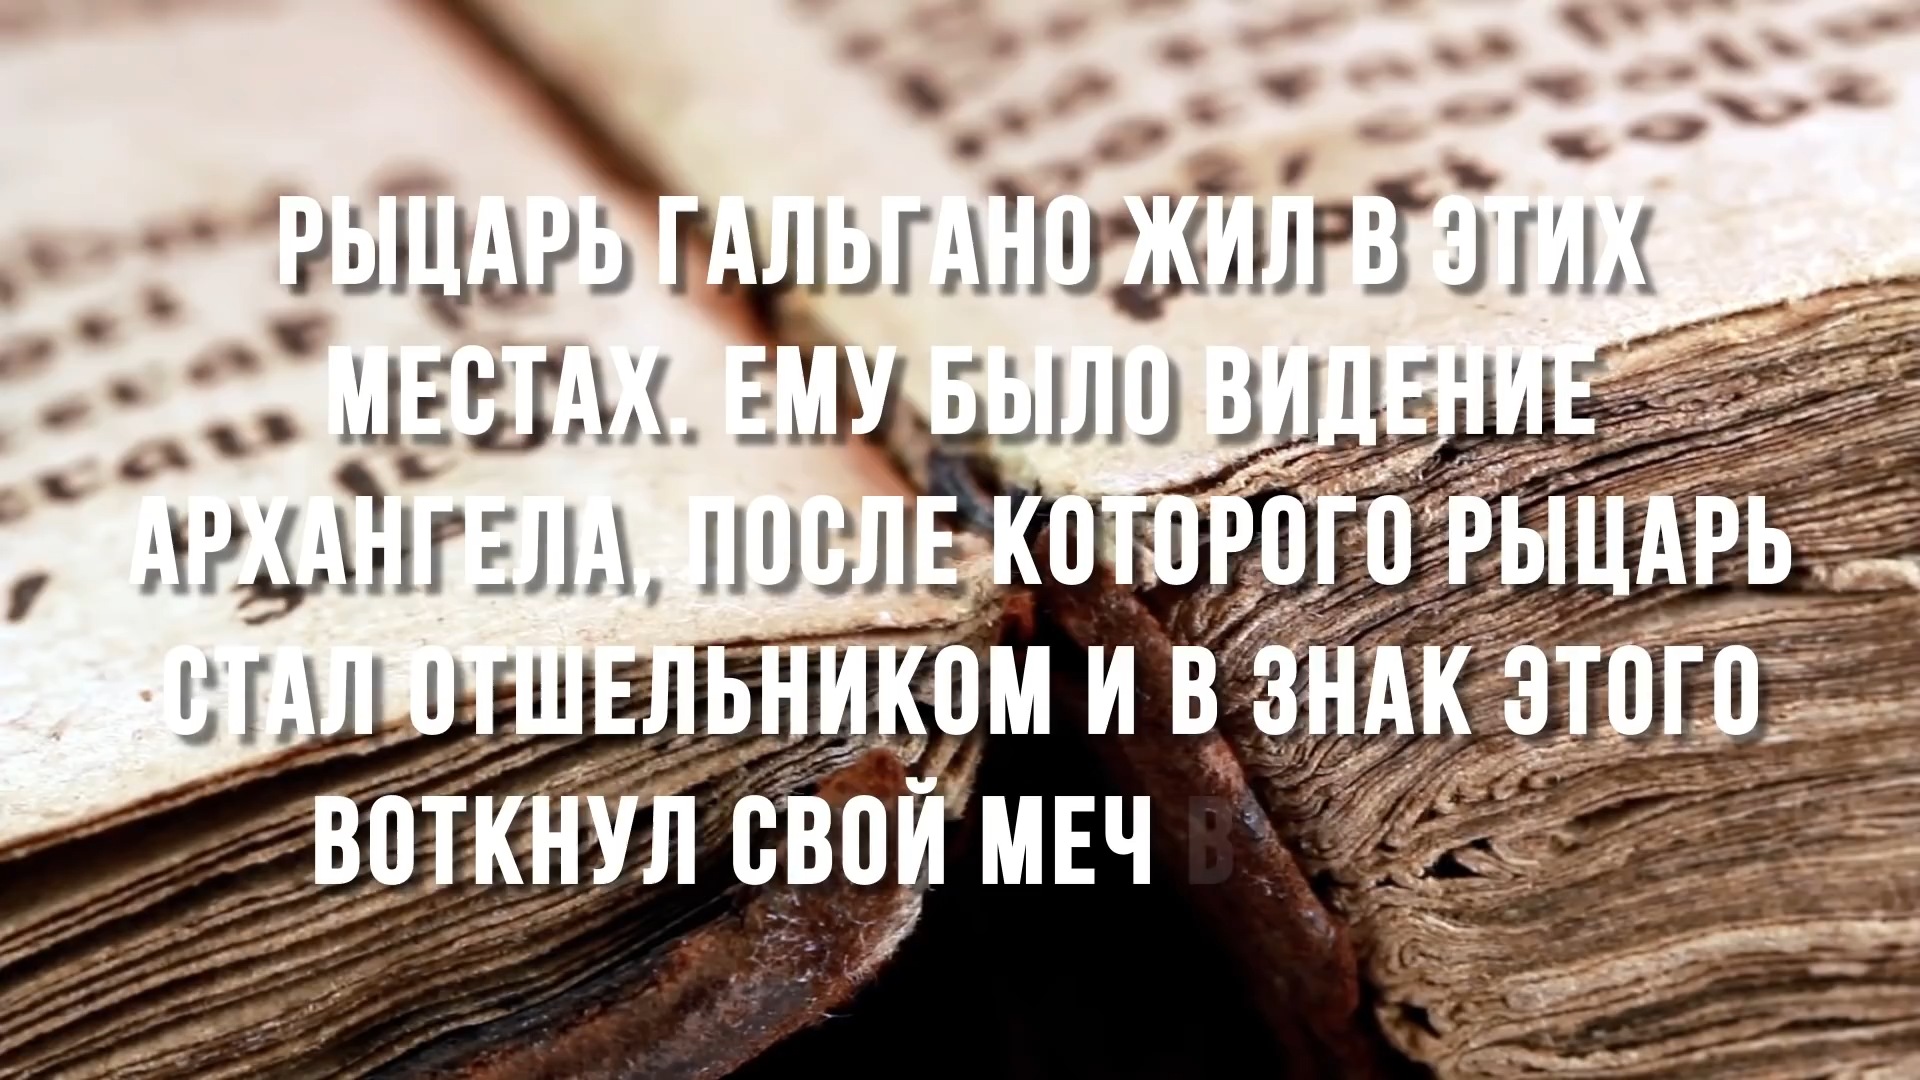 РЫЦАРЬ ГАЛЬГАНО ЖИЛ В ЭТИХ
МЕСТАХ. ЕМУ БЫЛО ВИДЕНИЕ
АРХАНГЕЛА, ПОСЛЕ КОТОРОГО РЫЦАРЬ
СТАЛ ОТШЕЛЬНИКОМ И В ЗНАК ЭТОГО
ВОТКНУЛ СВОЙ МЕЧ В